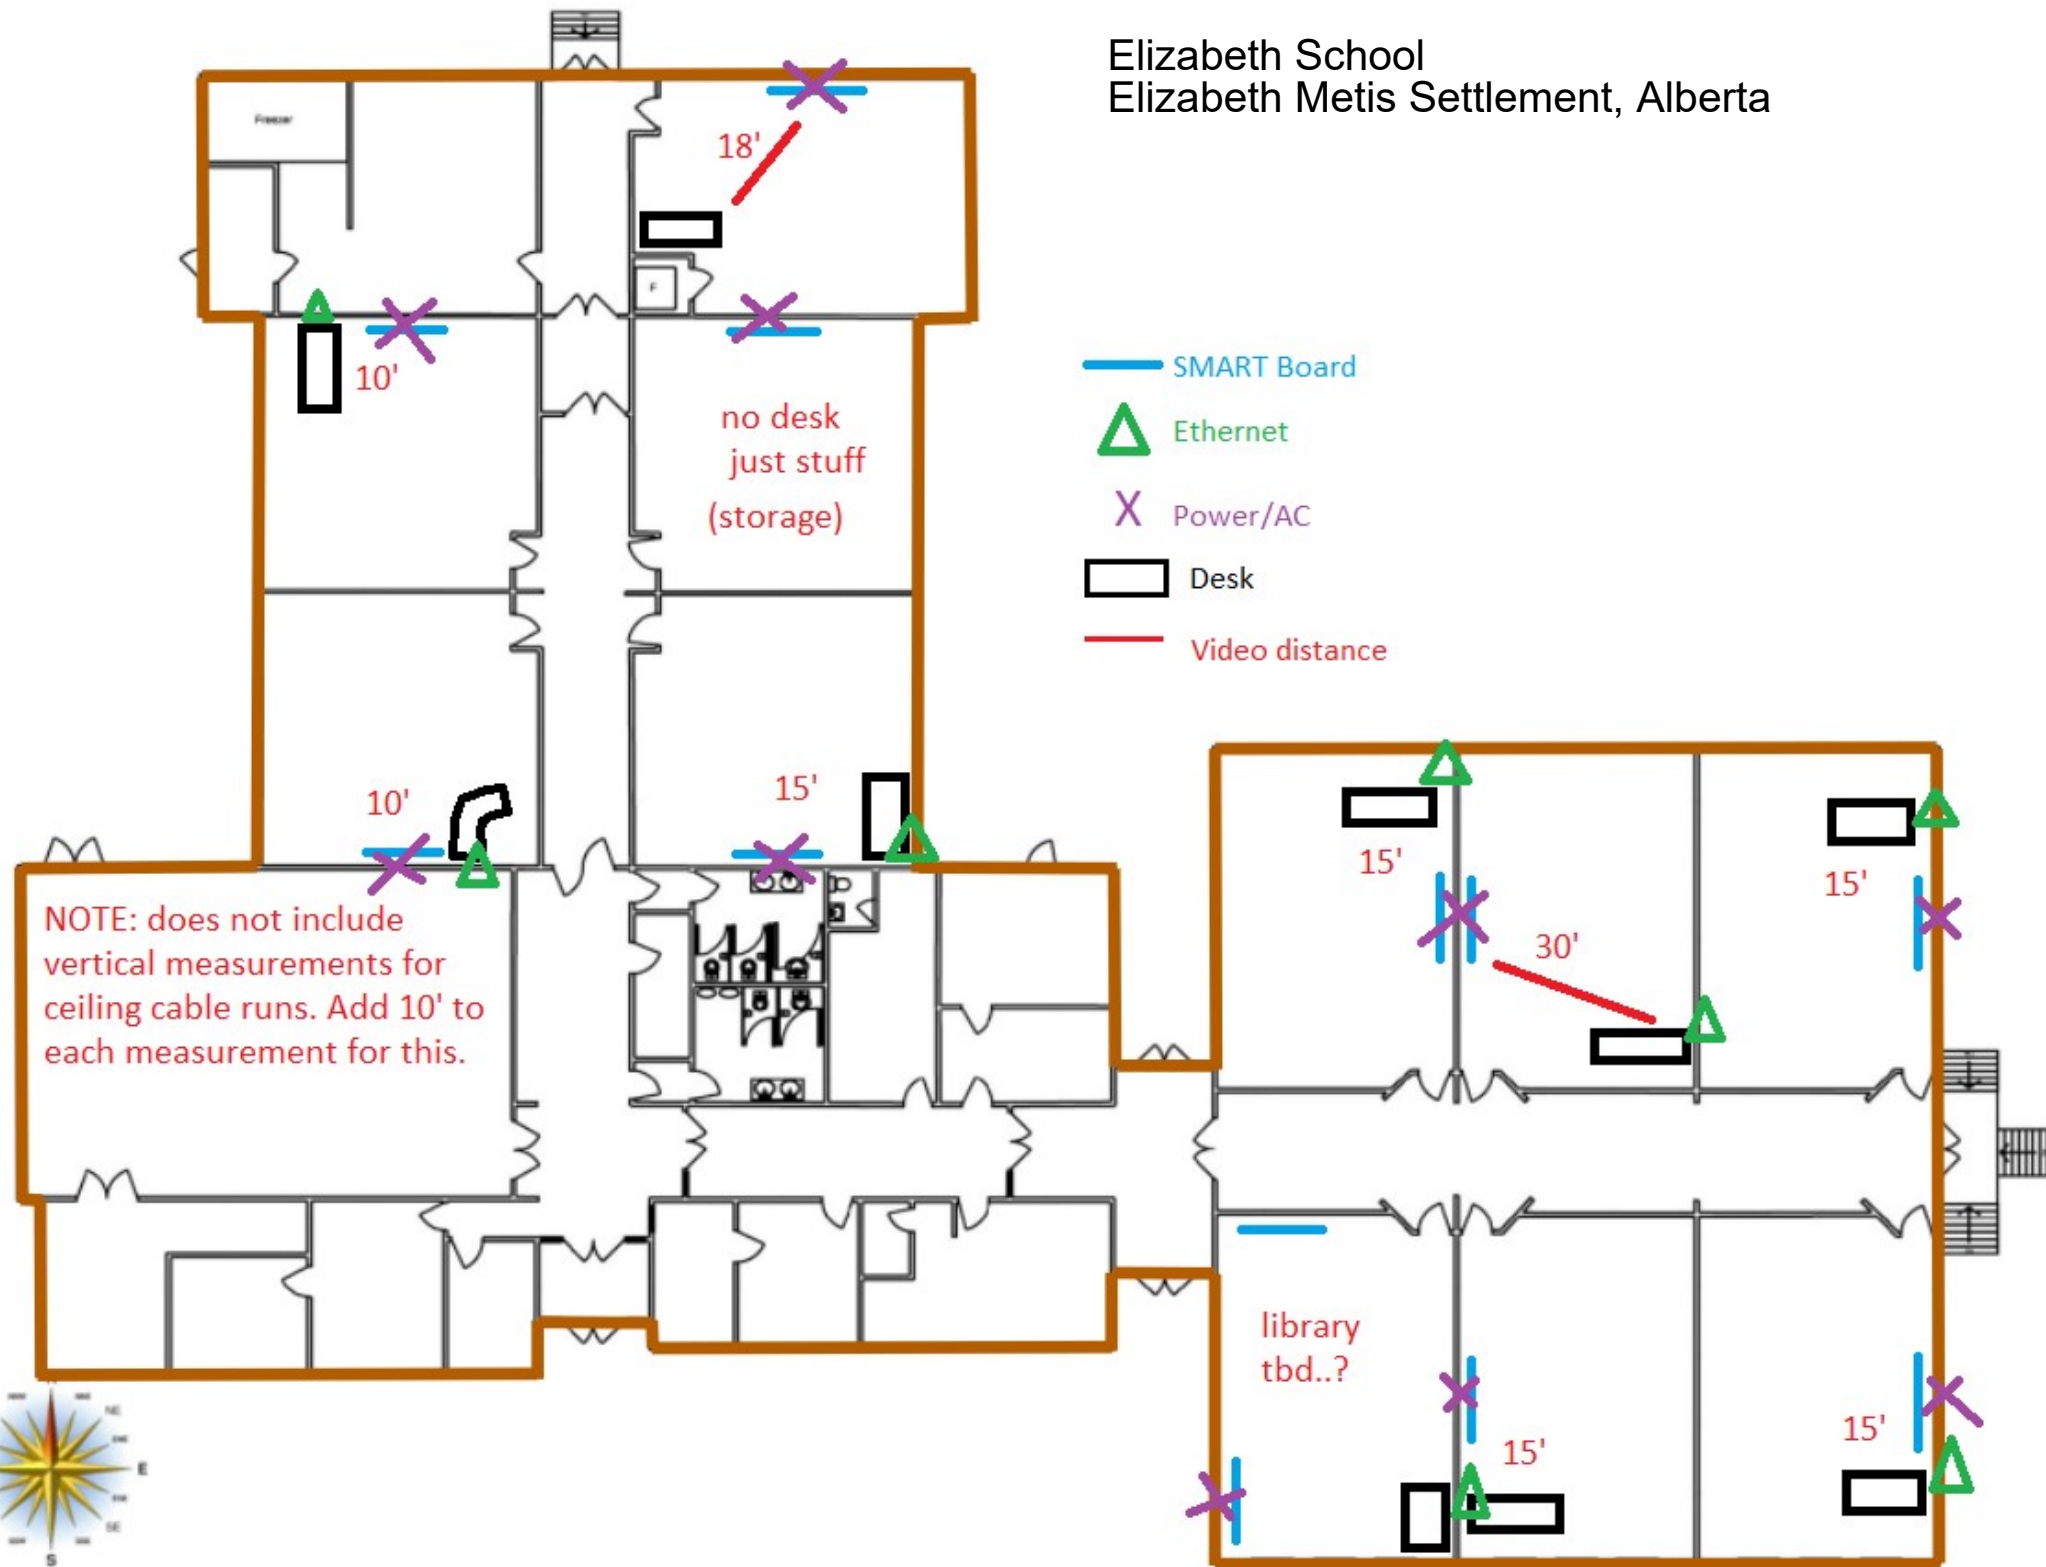 Elizabeth School
Elizabeth Metis Settlement, Alberta
Freezer
18'
F
10'
no desk
just stuff
(storage)
SMART Board
Ethernet
X Power/AC
Desk
Video distance
10'
15'
15'
15'
30'
NOTE: does not include
vertical measurements for
ceiling cable runs. Add 10' to
each measurement for this.
library
tbd..?
15'
15'
NE
E
SE
S